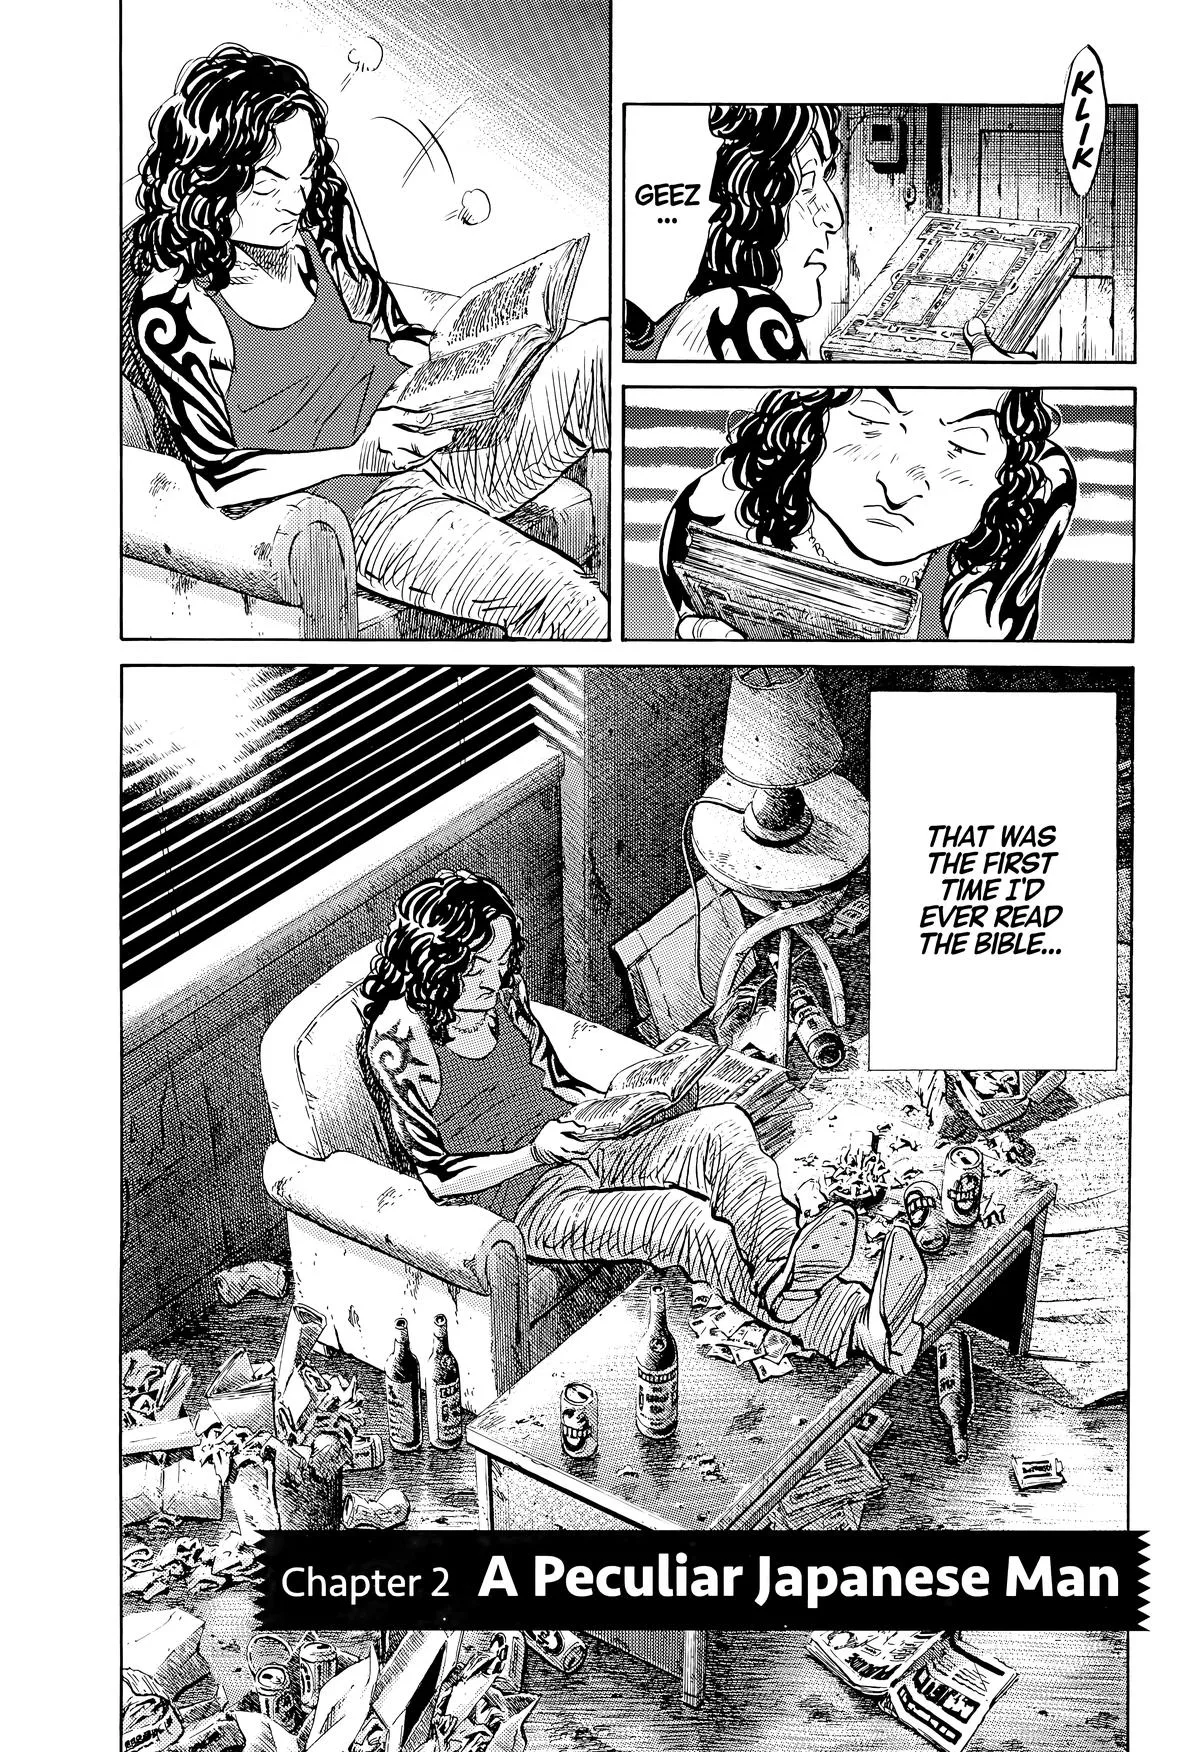 KLIK
GEEZ
...
THAT WAS
THE FIRST
TIME I'D
EVER READ
THE BIBLE...
Chapter 2 A Peculiar Japanese Man